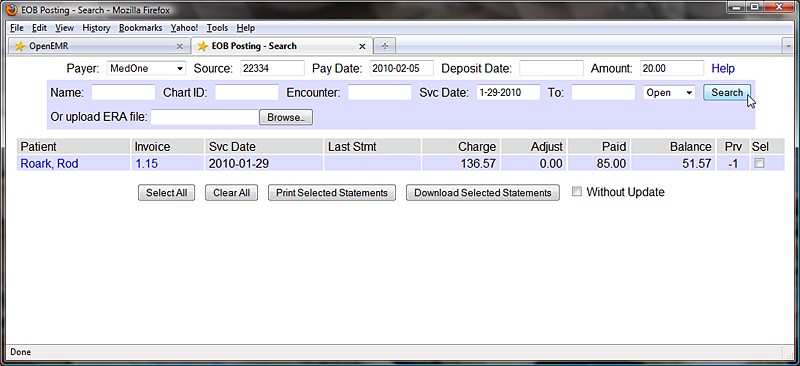 EOB Posting - Search - Mozilla Firefox
File Edit View History Bookmarks Yahoo! Tools Help
OpenEMR EOB Posting - Search
Payer: MedOne Source: 22334 Pay Date: 2010-02-05 Deposit Date: Amount: 20.00 Help
Name: Chart ID: Encounter: Svc Date: 1-29-2010 To: Open Search
Or upload ERA file: Browse..
Patient Invoice Svc Date Last Stmt Charge Adjust Paid Balance Prv Sel
Roark, Rod 1.15 2010-01-29 136.57 0.00 85.00 51.57 -1
Select All Clear All Print Selected Statements Download Selected Statements Without Update
Done